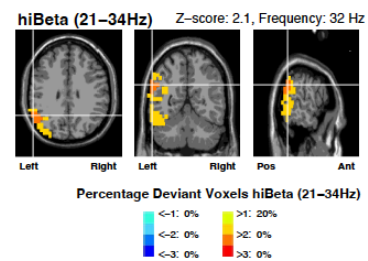 hiBeta (21–34Hz) Z–score: 2.1, Frequency: 32 Hz
Left Right Left Right Pos Ant
Percentage Deviant Voxels hiBeta (21–34Hz)
<–1: 0% >1: 20%
<–2: 0% >2: 0%
<–3: 0% >3: 0%